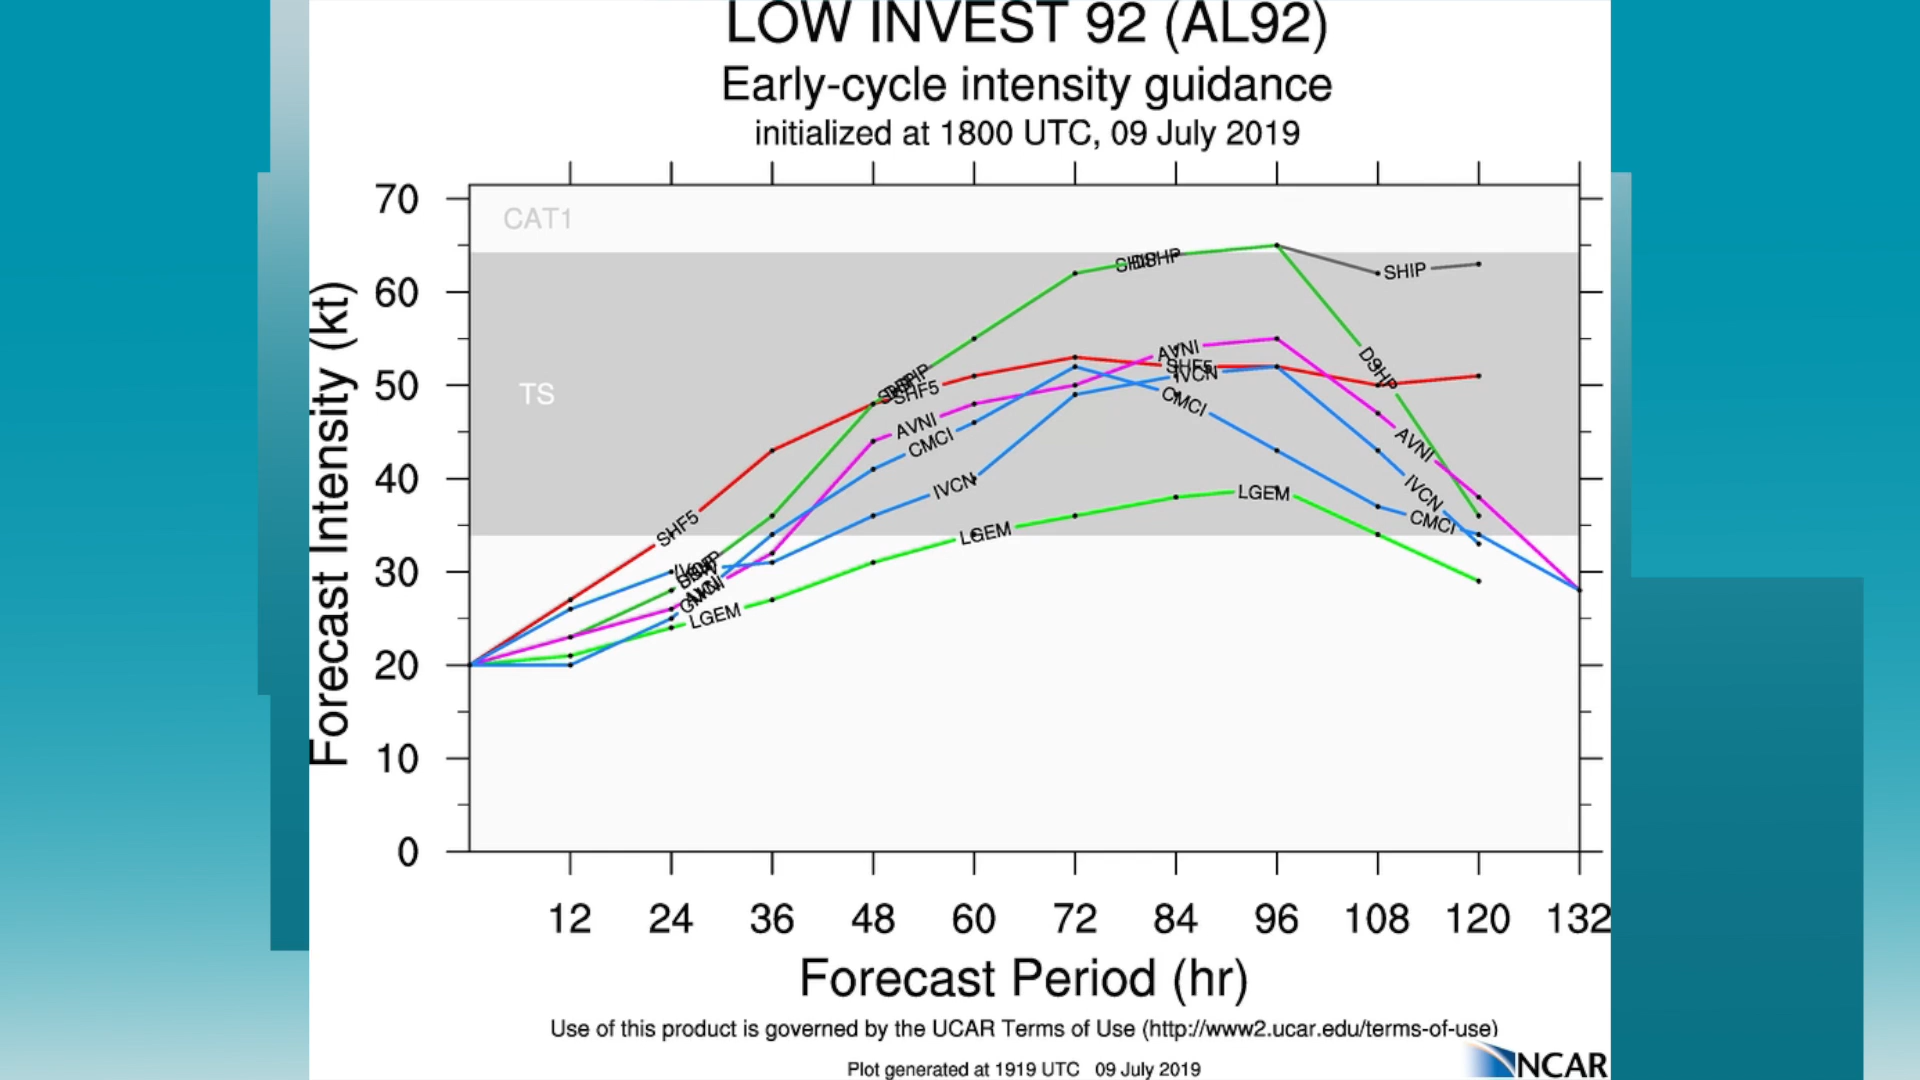 LOW INVEST 92 (AL92)
Early-cycle intensity guidance
initialized at 1800 UTC, 09 July 2019
70
CAT1
60
50
TS
40
30
20
10
0
Forecast Intensity (kt)
SHF5
LGEM
SHF5
AVNI
CMCI
IVCN
LGEM
DSHP
AVNI
SHF5
IVCN
CMCI
LGEM
SHIP
DSHP
AVNI
IVCN
CMCI
12 24 36 48 60 72 84 96 108 120 132
Forecast Period (hr)
Use of this product is governed by the UCAR Terms of Use (http://www2.ucar.edu/terms-of-use)
Plot generated at 1919 UTC 09 July 2019
NCAR